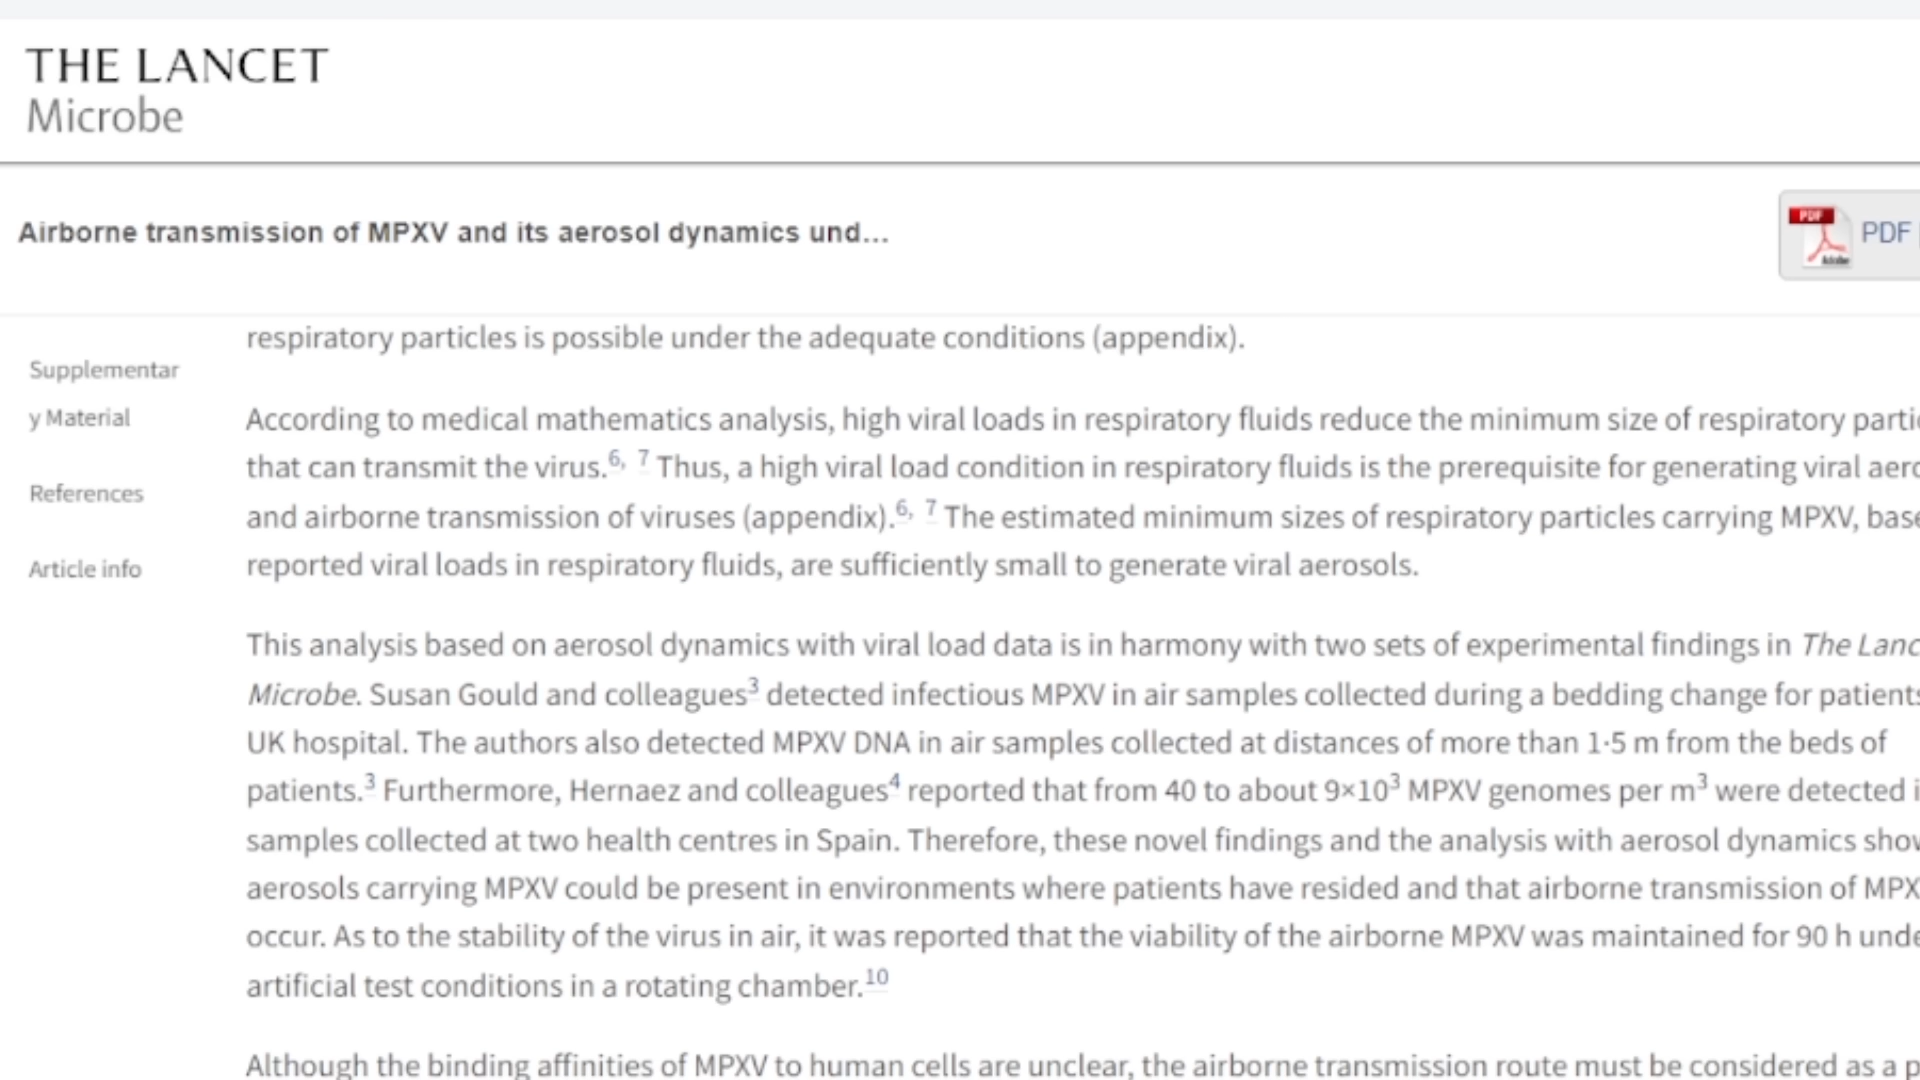 THE LANCET
Microbe
Airborne transmission of MPXV and its aerosol dynamics und...
PDF
PDF
Adobe
Supplementar
y Material
References
Article info
respiratory particles is possible under the adequate conditions (appendix).
According to medical mathematics analysis, high viral loads in respiratory fluids reduce the minimum size of respiratory
that can transmit the virus.6, 7 Thus, a high viral load condition in respiratory fluids is the prerequisite for generating viral
and airborne transmission of viruses (appendix).6, 7 The estimated minimum sizes of respiratory particles carrying MPXV,
reported viral loads in respiratory fluids, are sufficiently small to generate viral aerosols.
This analysis based on aerosol dynamics with viral load data is in harmony with two sets of experimental findings in The
Microbe. Susan Gould and colleagues3 detected infectious MPXV in air samples collected during a bedding change for patients
UK hospital. The authors also detected MPXV DNA in air samples collected at distances of more than 1·5 m from the beds of
patients.3 Furthermore, Hernaez and colleagues4 reported that from 40 to about 9×10³ MPXV genomes per m³ were detected
samples collected at two health centres in Spain. Therefore, these novel findings and the analysis with aerosol dynamics
aerosols carrying MPXV could be present in environments where patients have resided and that airborne transmission of
occur. As to the stability of the virus in air, it was reported that the viability of the airborne MPXV was maintained for 90 h
artificial test conditions in a rotating chamber.10
Although the binding affinities of MPXV to human cells are unclear, the airborne transmission route must be considered as a